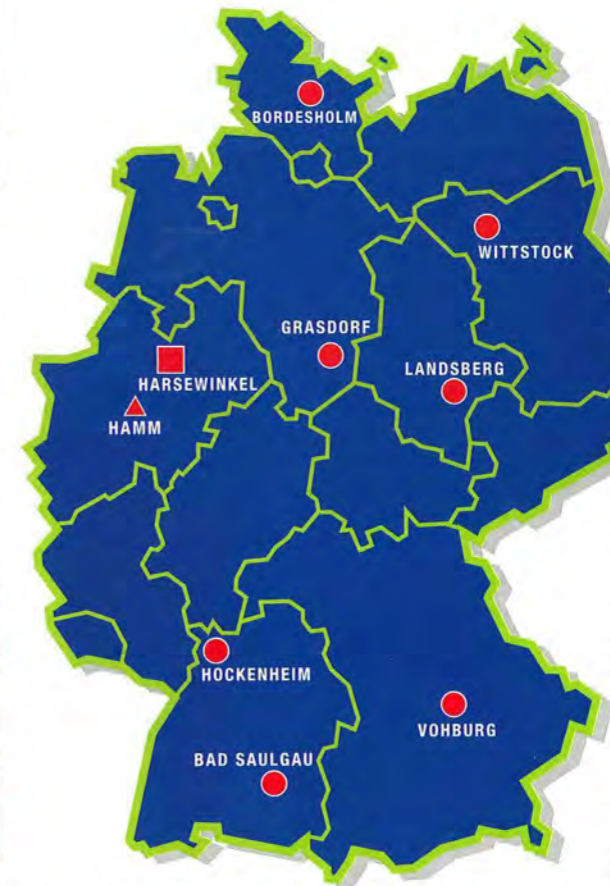 BORDESHOLM
WITTSTOCK
GRASDORF
LANDSBERG
HARSEWINKEL
HAMM
HOCKENHEIM
VOHBURG
BAD SAULGAU